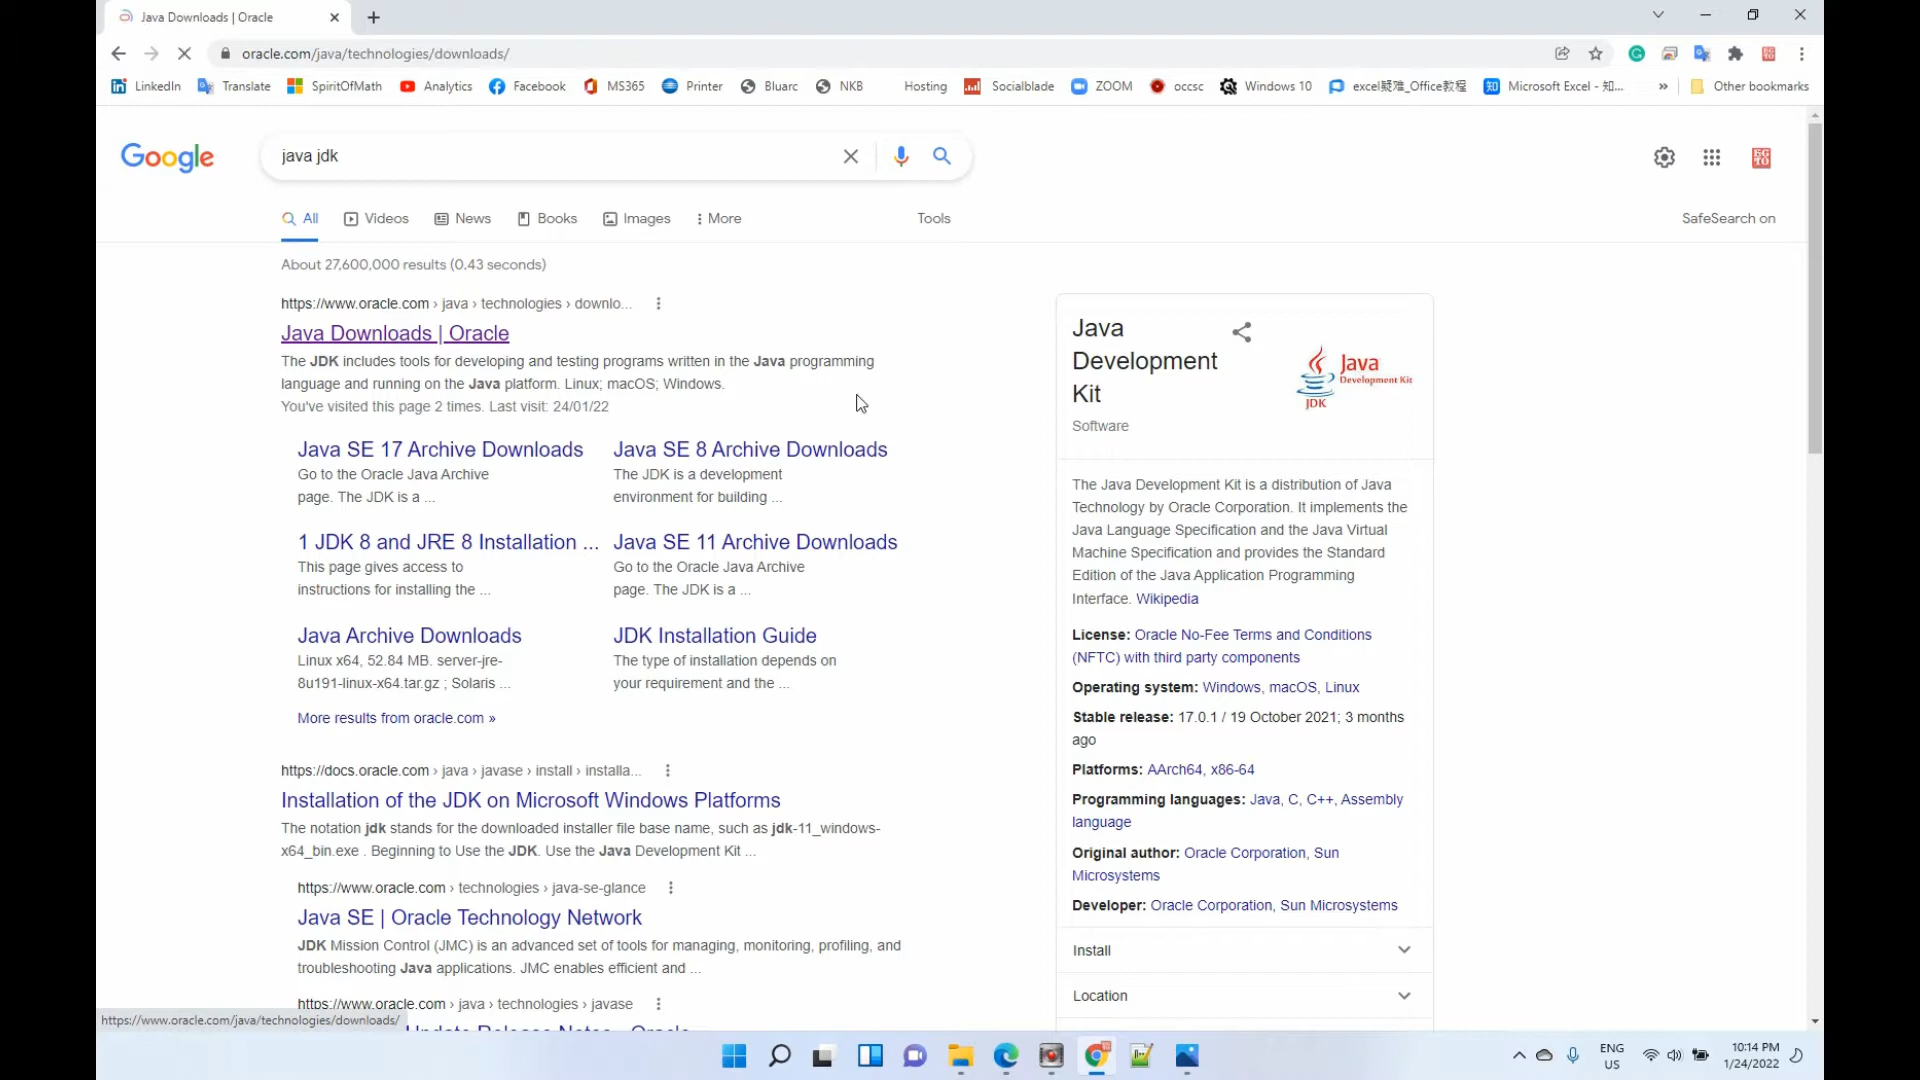 Java Downloads | Oracle
oracle.com/java/technologies/downloads/
LinkedIn Translate SpiritOfMath Analytics Facebook MS365 Printer Bluarc NKB Hosting Socialblade ZOOM occsc Windows 10 excel疑难_Office教程 Microsoft Excel - 知... » Other bookmarks
Google java jdk
All Videos News Books Images More Tools SafeSearch on
About 27,600,000 results (0.43 seconds)
https://www.oracle.com › java › technologies › downlo...
Java Downloads | Oracle
The JDK includes tools for developing and testing programs written in the Java programming
language and running on the Java platform. Linux; macOS; Windows.
You've visited this page 2 times. Last visit: 24/01/22
Java SE 17 Archive Downloads
Go to the Oracle Java Archive
page. The JDK is a ...
Java SE 8 Archive Downloads
The JDK is a development
environment for building ...
1 JDK 8 and JRE 8 Installation ...
This page gives access to
instructions for installing the ...
Java SE 11 Archive Downloads
Go to the Oracle Java Archive
page. The JDK is a ...
Java Archive Downloads
Linux x64, 52.84 MB. server-jre-
8u191-linux-x64.tar.gz ; Solaris ...
JDK Installation Guide
The type of installation depends on
your requirement and the ...
More results from oracle.com »
https://docs.oracle.com › java › javase › install › installa...
Installation of the JDK on Microsoft Windows Platforms
The notation jdk stands for the downloaded installer file base name, such as jdk-11_windows-
x64_bin.exe . Beginning to Use the JDK. Use the Java Development Kit ...
https://www.oracle.com › technologies › java-se-glance
Java SE | Oracle Technology Network
JDK Mission Control (JMC) is an advanced set of tools for managing, monitoring, profiling, and
troubleshooting Java applications. JMC enables efficient and ...
https://www.oracle.com › java › technologies › javase
Update Release Notes - Oracle
https://www.oracle.com/java/technologies/downloads/
Java
Development
Kit
Software
Java
Development Kit
JDK
The Java Development Kit is a distribution of Java
Technology by Oracle Corporation. It implements the
Java Language Specification and the Java Virtual
Machine Specification and provides the Standard
Edition of the Java Application Programming
Interface. Wikipedia
License: Oracle No-Fee Terms and Conditions
(NFTC) with third party components
Operating system: Windows, macOS, Linux
Stable release: 17.0.1 / 19 October 2021; 3 months
ago
Platforms: AArch64, x86-64
Programming languages: Java, C, C++, Assembly
language
Original author: Oracle Corporation, Sun
Microsystems
Developer: Oracle Corporation, Sun Microsystems
Install
Location
ENG
US
10:14 PM
1/24/2022